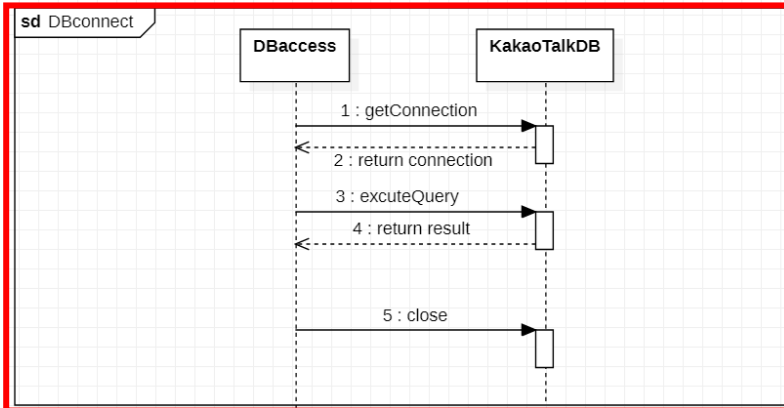 sd DBconnect
DBaccess
KakaoTalkDB
1 : getConnection
2 : return connection
3 : excuteQuery
4 : return result
5 : close